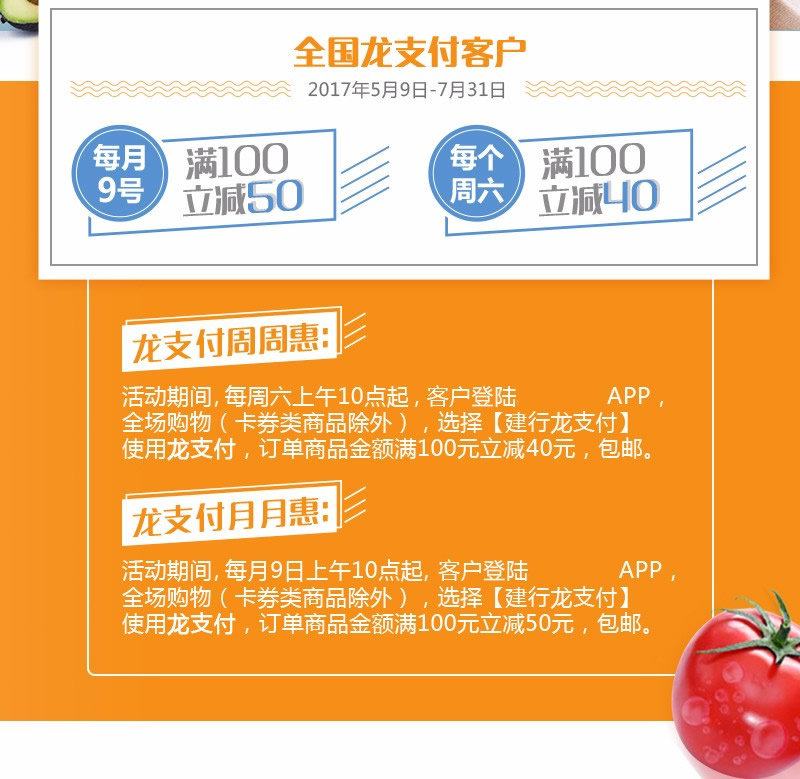 全国龙支付客户
2017年5月9日-7月31日
每月
9号
满100
立减50
每个
周六
满100
立减40
龙支付周周惠:
活动期间, 每周六上午10点起, 客户登陆 APP，
全场购物（卡券类商品除外），选择【建行龙支付】
使用龙支付，订单商品金额满100元立减40元，包邮。
龙支付月月惠:
活动期间, 每月9日上午10点起, 客户登陆 APP，
全场购物（卡券类商品除外），选择【建行龙支付】
使用龙支付，订单商品金额满100元立减50元，包邮。